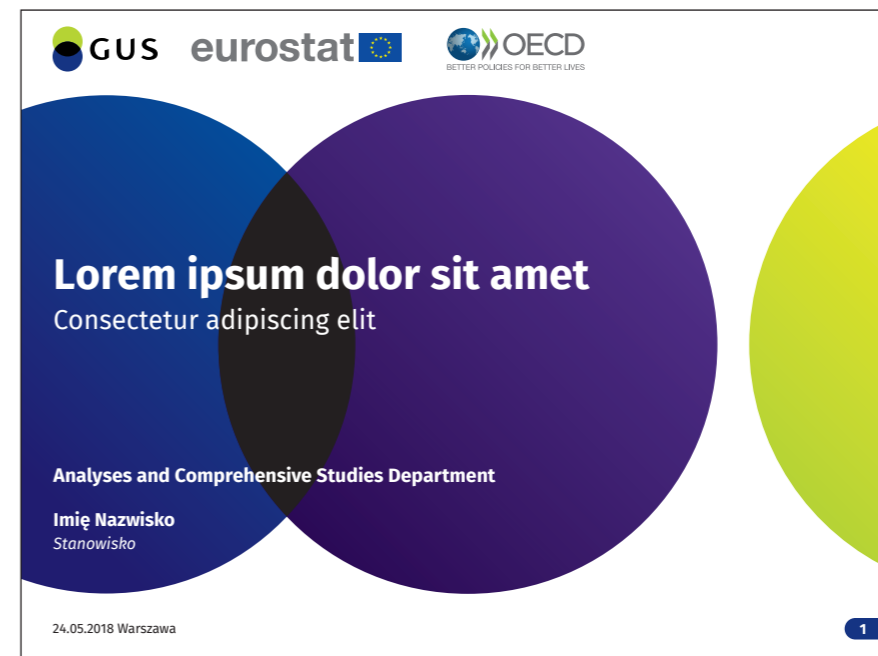 GUS eurostat OECD
BETTER POLICIES FOR BETTER LIVES
Lorem ipsum dolor sit amet
Consectetur adipiscing elit
Analyses and Comprehensive Studies Department
Imię Nazwisko
Stanowisko
24.05.2018 Warszawa
1